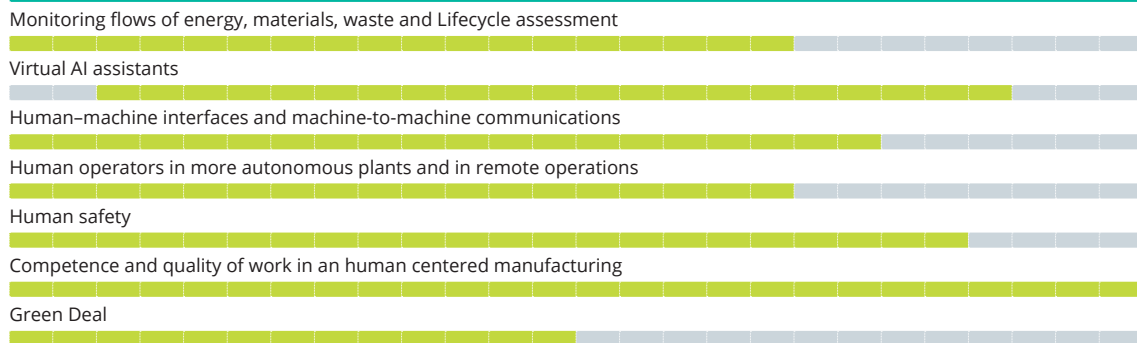 Monitoring flows of energy, materials, waste and Lifecycle assessment
Virtual AI assistants
Human–machine interfaces and machine-to-machine communications
Human operators in more autonomous plants and in remote operations
Human safety
Competence and quality of work in an human centered manufacturing
Green Deal